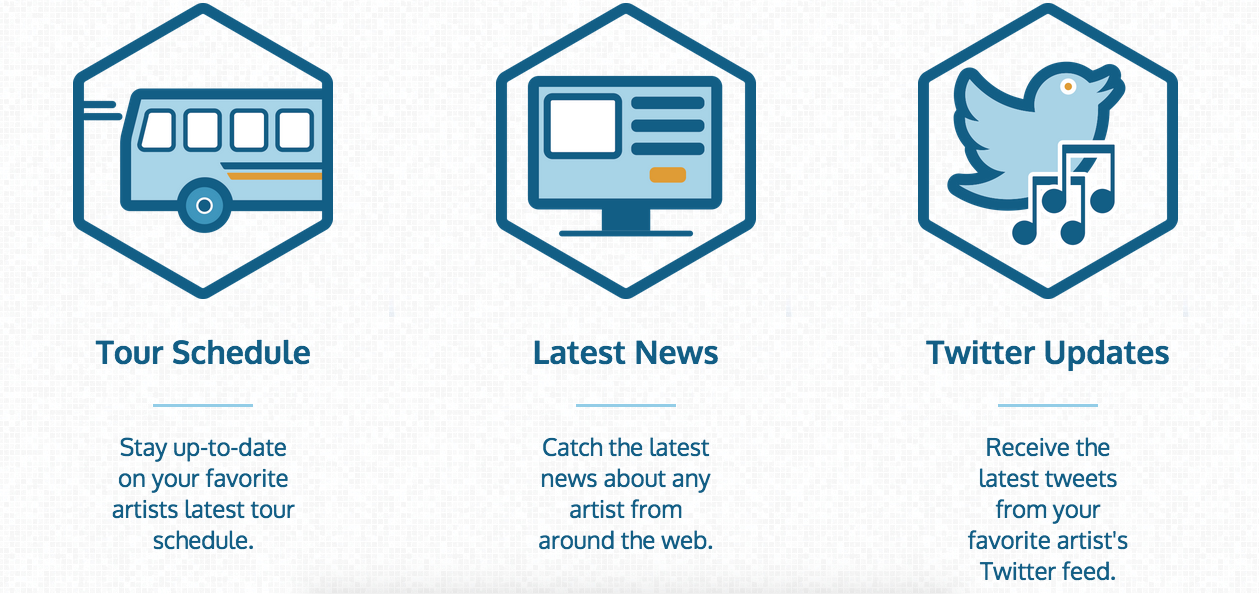 Tour Schedule
Stay up-to-date
on your favorite
artists latest tour
schedule.
Latest News
Catch the latest
news about any
artist from
around the web.
Twitter Updates
Receive the
latest tweets
from your
favorite artist's
Twitter feed.